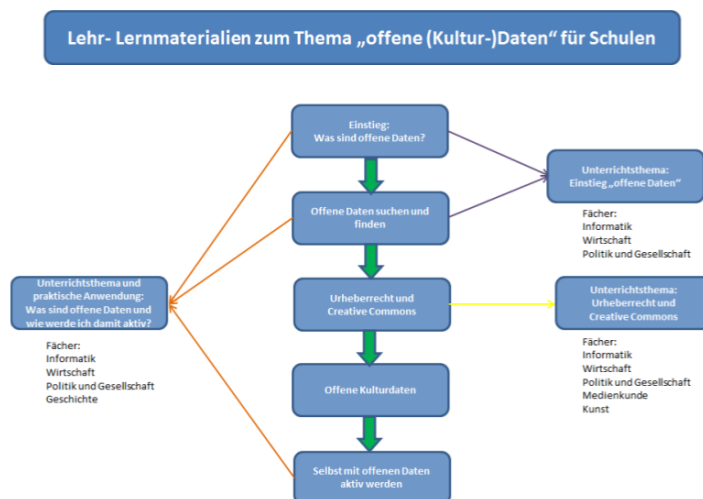 Lehr- Lernmaterialien zum Thema „offene (Kultur-)Daten“ für Schulen
Einstieg:
Was sind offene Daten?
Offene Daten suchen und
finden
Urheberrecht und
Creative Commons
Offene Kulturdaten
Selbst mit offenen Daten
aktiv werden
Unterrichtsthema:
Einstieg „offene Daten“
Fächer:
Informatik
Wirtschaft
Politik und Gesellschaft
Unterrichtsthema:
Urheberrecht und
Creative Commons
Fächer:
Informatik
Wirtschaft
Politik und Gesellschaft
Medienkunde
Kunst
Unterrichtsthema und
praktische Anwendung:
Was sind offene Daten und
wie werde ich damit aktiv?
Fächer:
Informatik
Wirtschaft
Politik und Gesellschaft
Geschichte